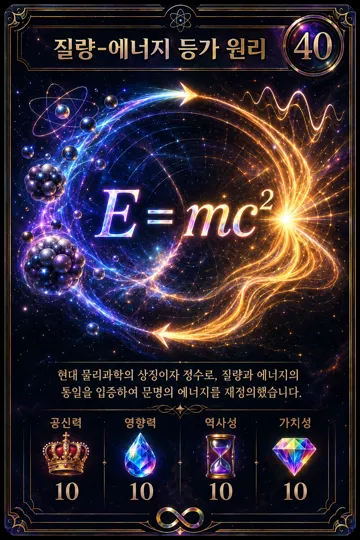 질량-에너지 등가 원리
40
E = mc²
현대 물리과학의 상징이자 정수로, 질량과 에너지의
통일을 입증하여 문명의 에너지를 재정의했습니다.
공신력 영향력 역사성 가치성
10 10 10 10